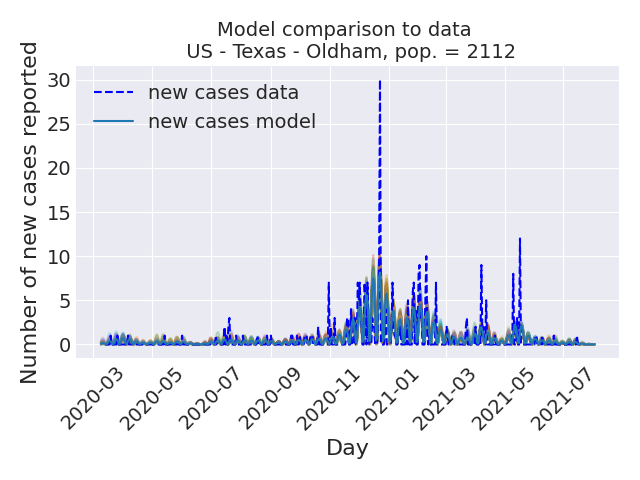 Model comparison to data
US - Texas - Oldham, pop. = 2112
Number of new cases reported
30
25
20
15
10
5
0
new cases data
new cases model
2020-03
2020-05
2020-07
2020-09
2020-11
2021-01
2021-03
2021-05
2021-07
Day